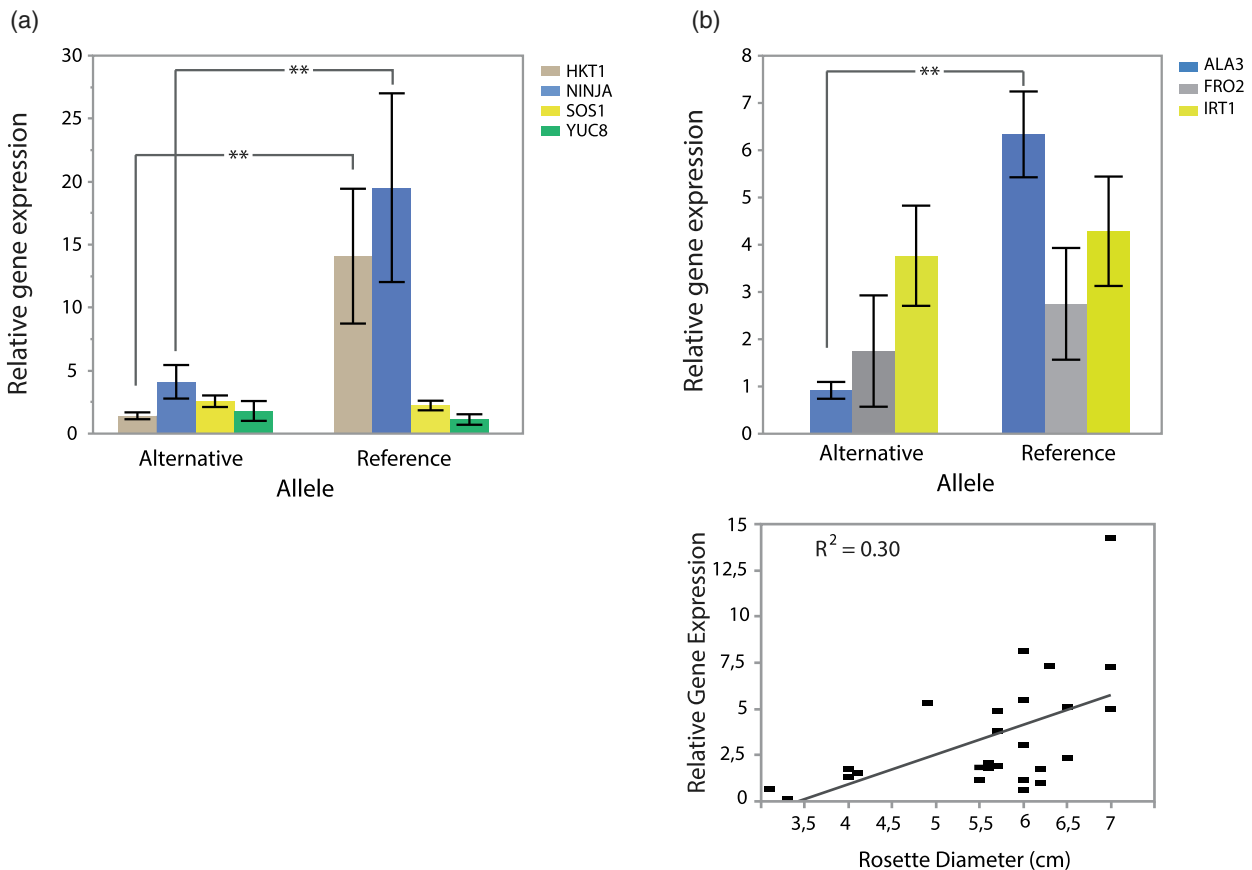 (a)
30
25
20
15
10
5
0
Relative gene expression
**
**
HKT1
NINJA
SOS1
YUC8
Alternative
Reference
Allele
(b)
8
7
6
5
4
3
2
1
0
Relative gene expression
**
ALA3
FRO2
IRT1
Alternative
Reference
Allele
15
12,5
10
7,5
5
2,5
0
Relative Gene Expression
R² = 0.30
3,5 4 4,5 5 5,5 6 6,5 7
Rosette Diameter (cm)